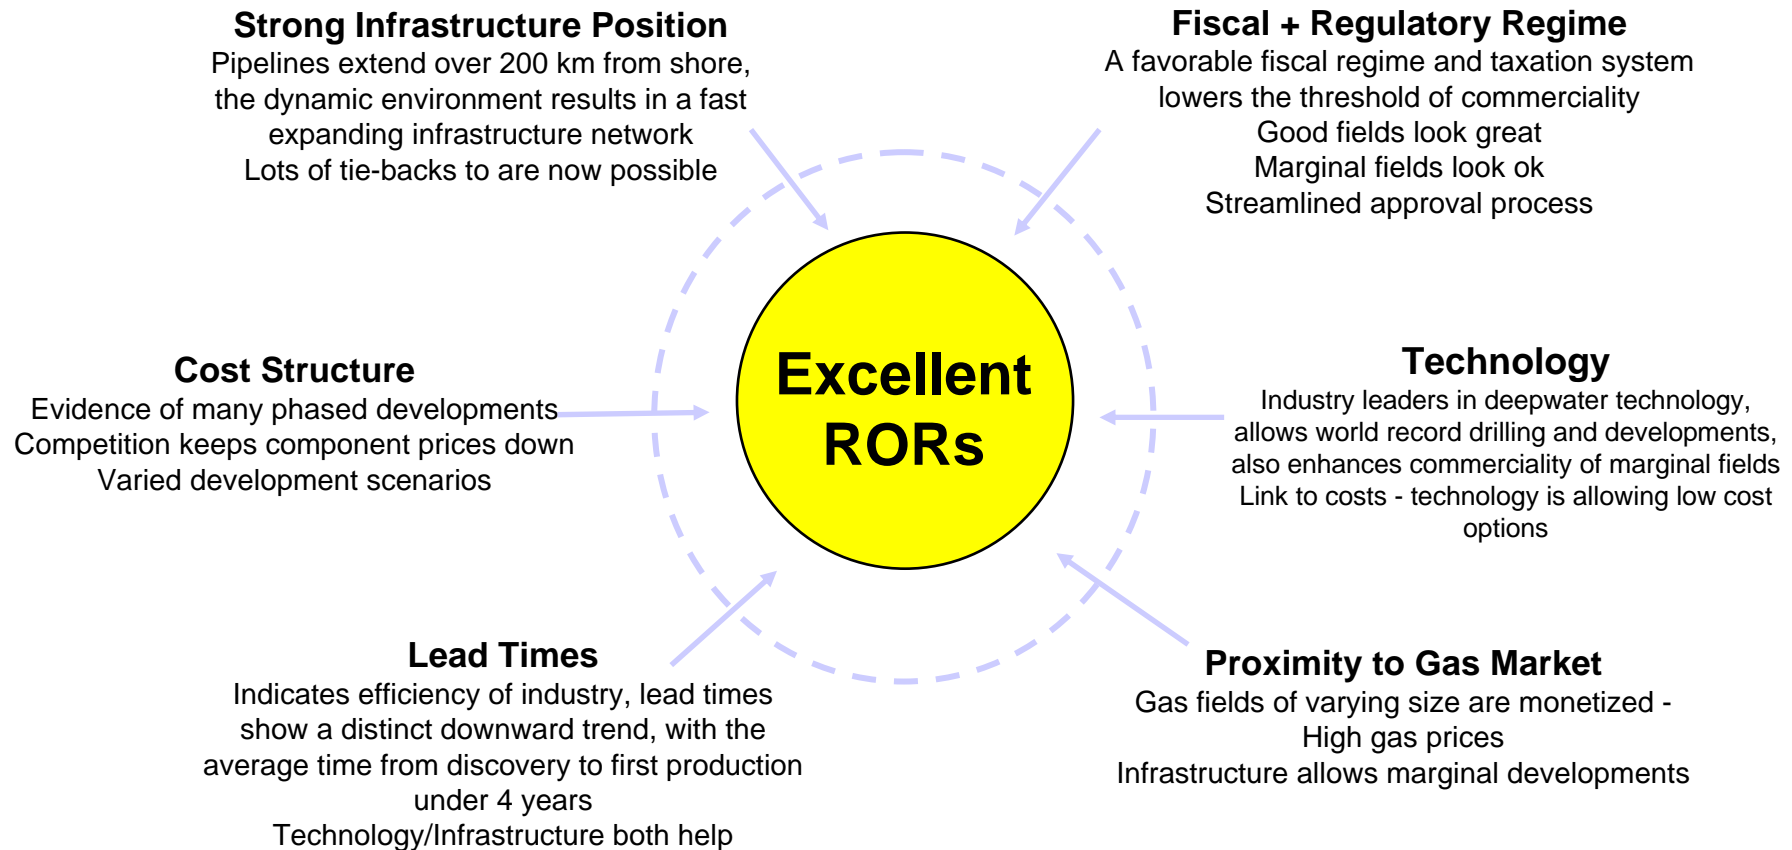 Strong Infrastructure Position
Pipelines extend over 200 km from shore,
the dynamic environment results in a fast
expanding infrastructure network
Lots of tie-backs to are now possible
Fiscal + Regulatory Regime
A favorable fiscal regime and taxation system
lowers the threshold of commerciality
Good fields look great
Marginal fields look ok
Streamlined approval process
Cost Structure
Evidence of many phased developments
Competition keeps component prices down
Varied development scenarios
Excellent
RORs
Technology
Industry leaders in deepwater technology,
allows world record drilling and developments,
also enhances commerciality of marginal fields
Link to costs - technology is allowing low cost
options
Lead Times
Indicates efficiency of industry, lead times
show a distinct downward trend, with the
average time from discovery to first production
under 4 years
Technology/Infrastructure both help
Proximity to Gas Market
Gas fields of varying size are monetized -
High gas prices
Infrastructure allows marginal developments